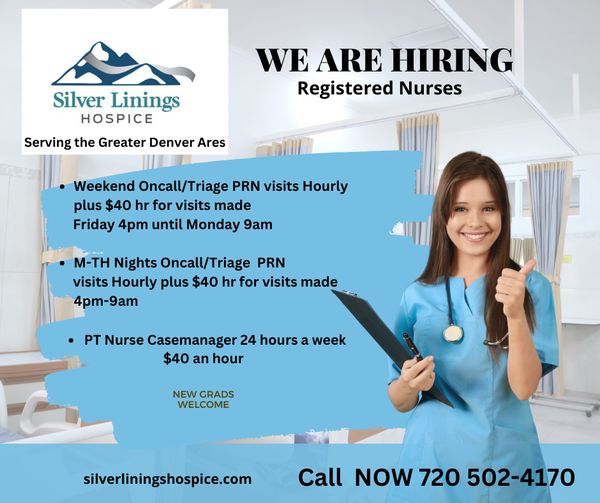 Silver Linings
HOSPICE
Serving the Greater Denver Ares
WE ARE HIRING
Registered Nurses
• Weekend Oncall/Triage PRN visits Hourly
plus $40 hr for visits made
Friday 4pm until Monday 9am
• M-TH Nights Oncall/Triage PRN
visits Hourly plus $40 hr for visits made
4pm-9am
• PT Nurse Casemanager 24 hours a week
$40 an hour
NEW GRADS
WELCOME
silverliningshospice.com
Call NOW 720 502-4170